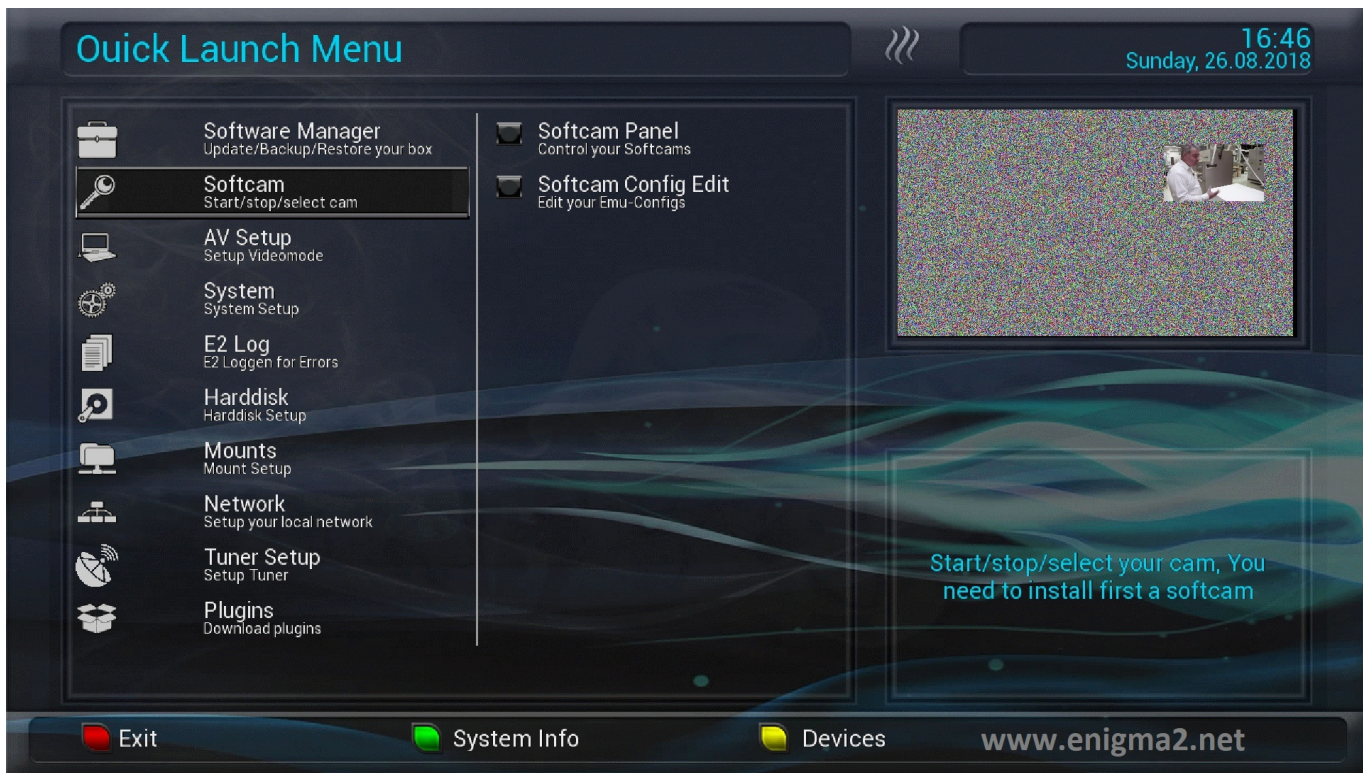 Ouick Launch Menu
16:46
Sunday, 26.08.2018
Software Manager
Update/Backup/Restore your box
Softcam
Start/stop/select cam
AV Setup
Setup Videomode
System
System Setup
E2 Log
E2 Loggen for Errors
Harddisk
Harddisk Setup
Mounts
Mount Setup
Network
Setup your local network
Tuner Setup
Setup Tuner
Plugins
Download plugins
Softcam Panel
Control your Softcams
Softcam Config Edit
Edit your Emu-Configs
Start/stop/select your cam, You
need to install first a softcam
Exit
System Info
Devices
www.enigma2.net